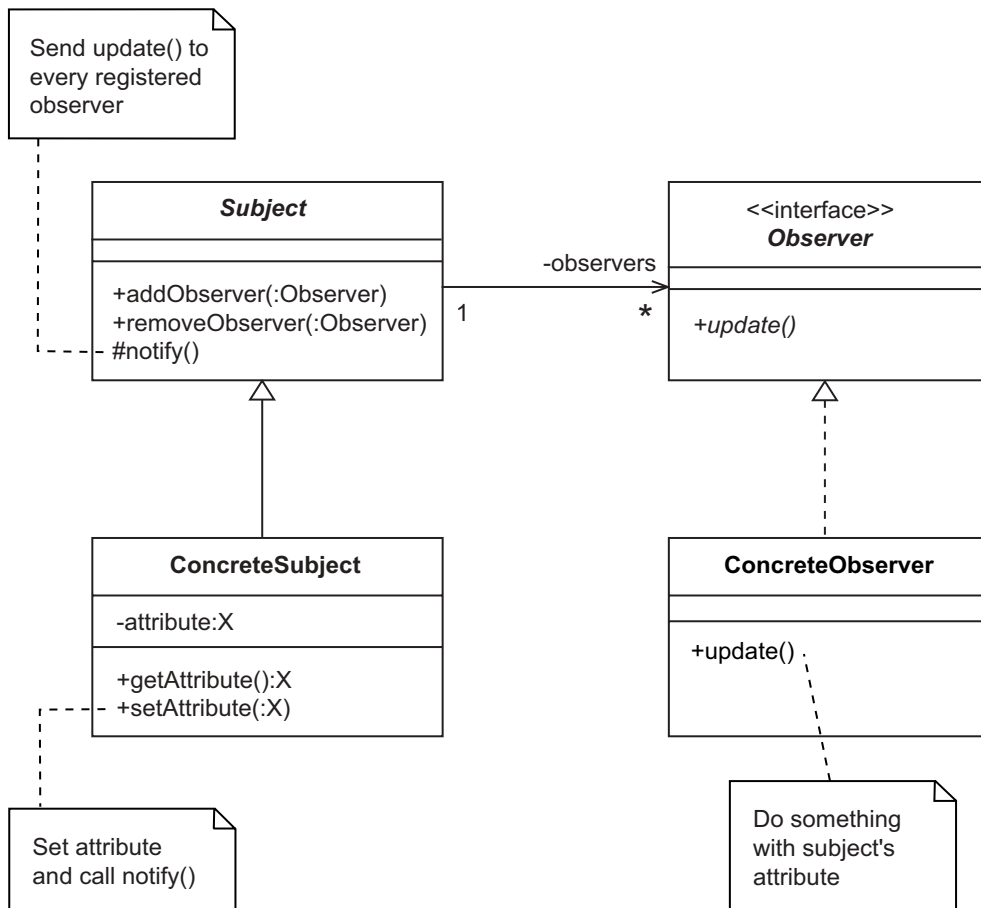 Send update() to
every registered
observer
Subject
+addObserver(:Observer)
+removeObserver(:Observer)
#notify()
-observers
1
*
<<interface>>
Observer
+update()
ConcreteSubject
-attribute:X
+getAttribute():X
+setAttribute(:X)
ConcreteObserver
+update()
Set attribute
and call notify()
Do something
with subject's
attribute